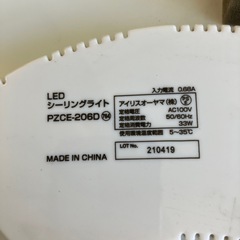 LED
シーリングライト
PZCE-206D
MADE IN CHINA
入力電流 0.68A
アイリスオーヤマ(株)
定格電圧 AC100V
定格周波数 50/60Hz
定格消費電力 33W
使用環境温度範囲 5~35℃
LOT No. 210419